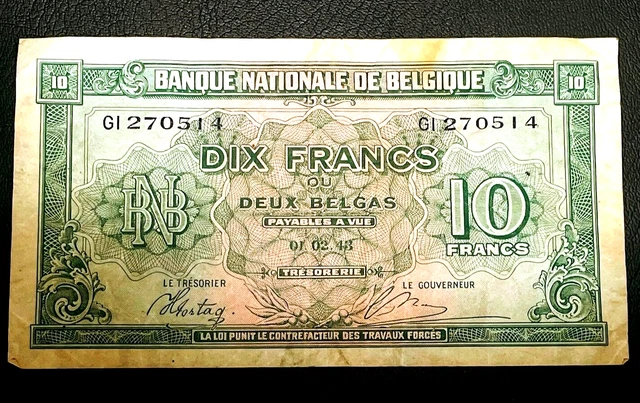 10 BANQUE NATIONALE DE BELGIQUE 10
G1 270514 G1 270514
DIX FRANCS
OU
DEUX BELGAS
PAYABLES A VUE
BNB
10
FRANCS
01.02.43
TRÉSORERIE
LE TRÉSORIER LE GOUVERNEUR
LA LOI PUNIT LE CONTREFACTEUR DES TRAVAUX FORCÉS